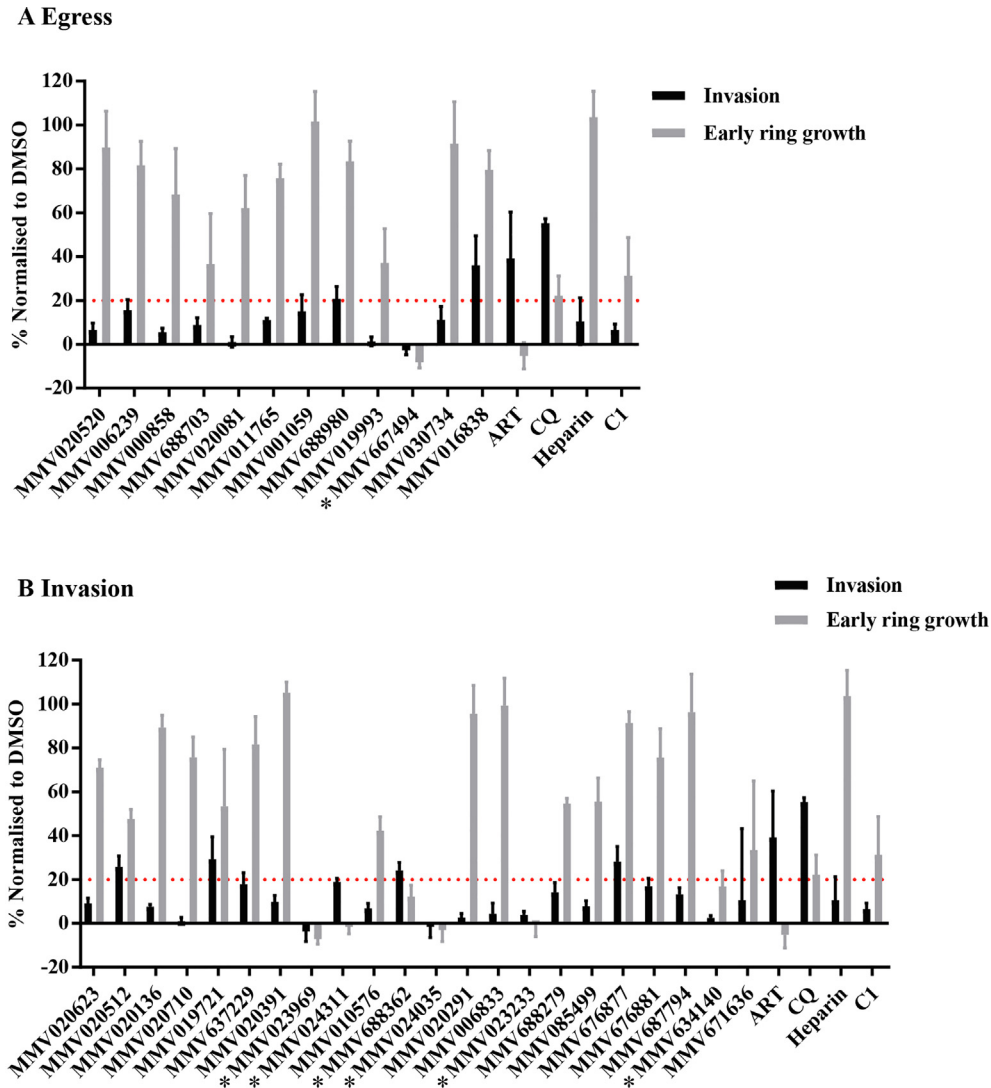 A Egress
Invasion
Early ring growth
% Normalised to DMSO
120
100
80
60
40
20
0
-20
MMV020520
MMV006239
MMV000858
MMV688703
MMV020081
MMV011765
MMV001059
MMV688980
MMV019993
*MMV667494
MMV030734
MMV016838
ART
CQ
Heparin
C1
B Invasion
Invasion
Early ring growth
% Normalised to DMSO
120
100
80
60
40
20
0
-20
MMV020623
MMV020512
MMV020136
MMV020710
MMV019721
MMV637229
MMV020391
*MMV023969
*MMV024311
MMV010576
*MMV688362
*MMV024035
MMV020291
MMV006833
*MMV023233
MMV688279
MMV085499
MMV676877
MMV676881
MMV687794
*MMV634140
MMV671636
ART
CQ
Heparin
C1